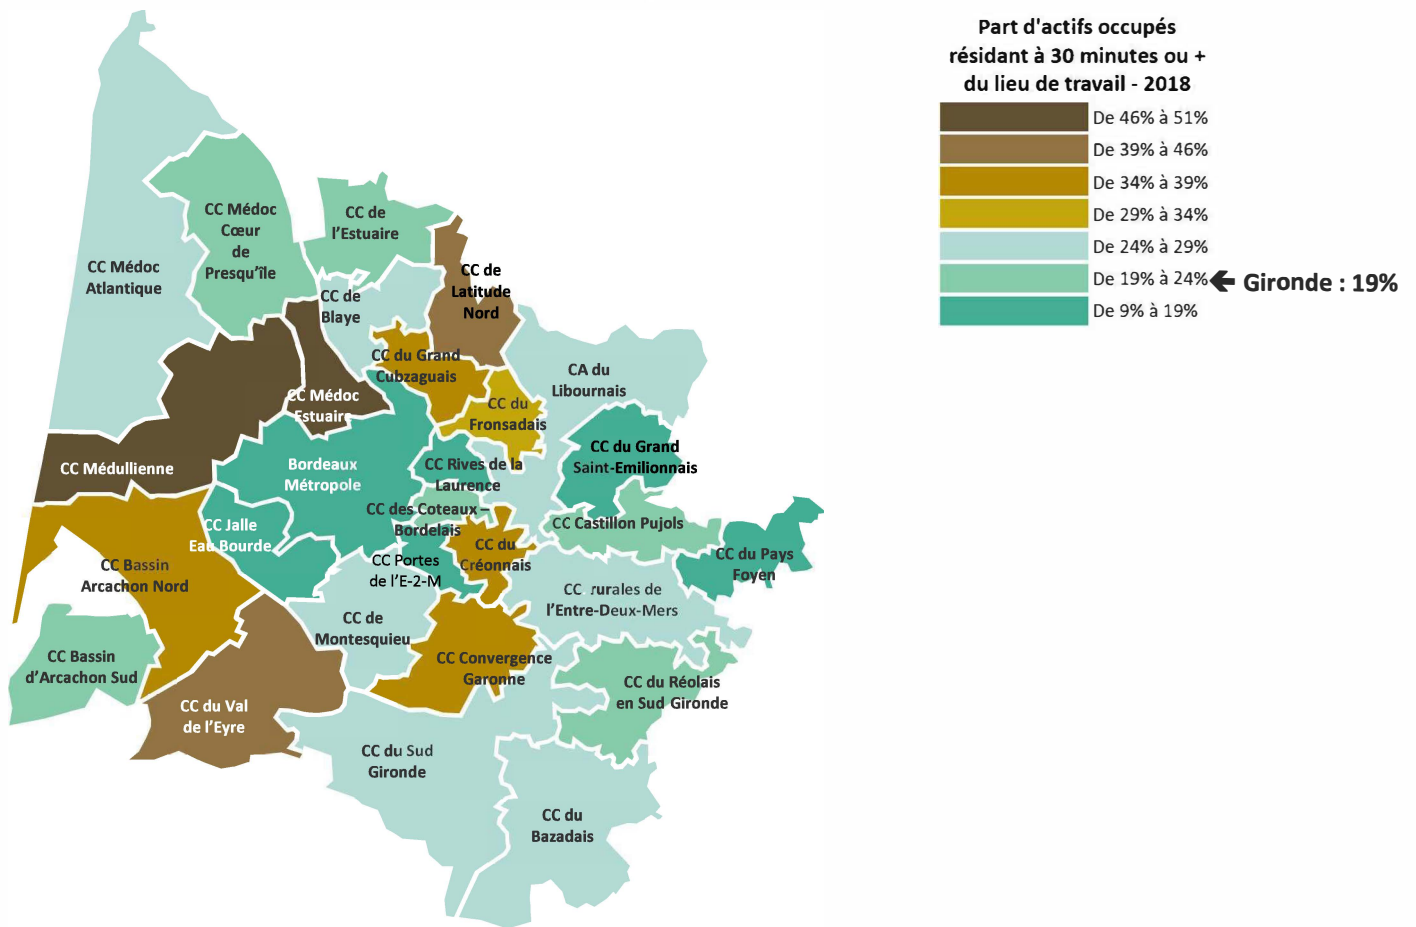 Part d'actifs occupés
résidant à 30 minutes ou +
du lieu de travail - 2018
De 46% à 51%
De 39% à 46%
De 34% à 39%
De 29% à 34%
De 24% à 29%
De 19% à 24%
Gironde : 19%
De 9% à 19%
CC Médoc
Cœur
de
Presqu'île
CC de
l'Estuaire
CC Médoc
Atlantique
CC de
Latitude
Nord
CC de
Blaye
CC du Grand
Cubzaguais
CA du
Libournais
CC Médoc
Estuaire
CC du
Fronsadais
CC Médullienne
Bordeaux
Métropole
CC Rives de la
Laurence
CC du Grand
Saint-Emilionnais
CC des Coteaux –
Bordelais
CC Jalle
Eau Bourde
CC Castillon Pujols
CC du
Créonnais
CC du Pays
Foyen
CC Bassin
Arcachon Nord
CC Portes
de l'E-2-M
CC rurales de
l'Entre-Deux-Mers
CC de
Montesquieu
CC Bassin
d'Arcachon Sud
CC Convergence
Garonne
CC du Réolais
en Sud Gironde
CC du Val
de l'Eyre
CC du Sud
Gironde
CC du
Bazadais